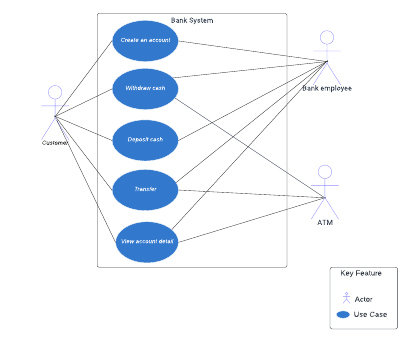 Bank System
Create an account
Withdraw cash
Bank employee
Deposit cash
Customer
Transfer
ATM
View account detail
Key Feature
Actor
Use Case